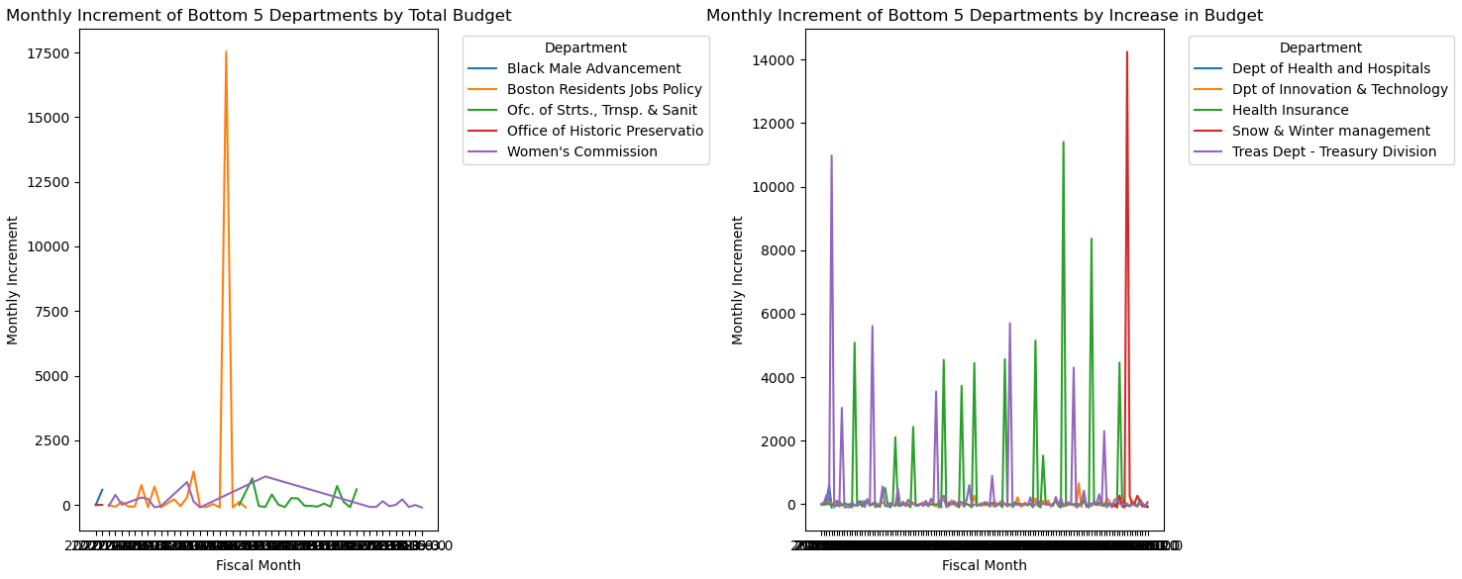 Monthly Increment of Bottom 5 Departments by Total Budget
17500
15000
12500
10000
7500
5000
2500
0
Monthly Increment
Fiscal Month
Department
Black Male Advancement
Boston Residents Jobs Policy
Ofc. of Strts., Trnsp. & Sanit
Office of Historic Preservatio
Women's Commission
Monthly Increment of Bottom 5 Departments by Increase in Budget
14000
12000
10000
8000
6000
4000
2000
0
Monthly Increment
Fiscal Month
Department
Dept of Health and Hospitals
Dpt of Innovation & Technology
Health Insurance
Snow & Winter management
Treas Dept - Treasury Division